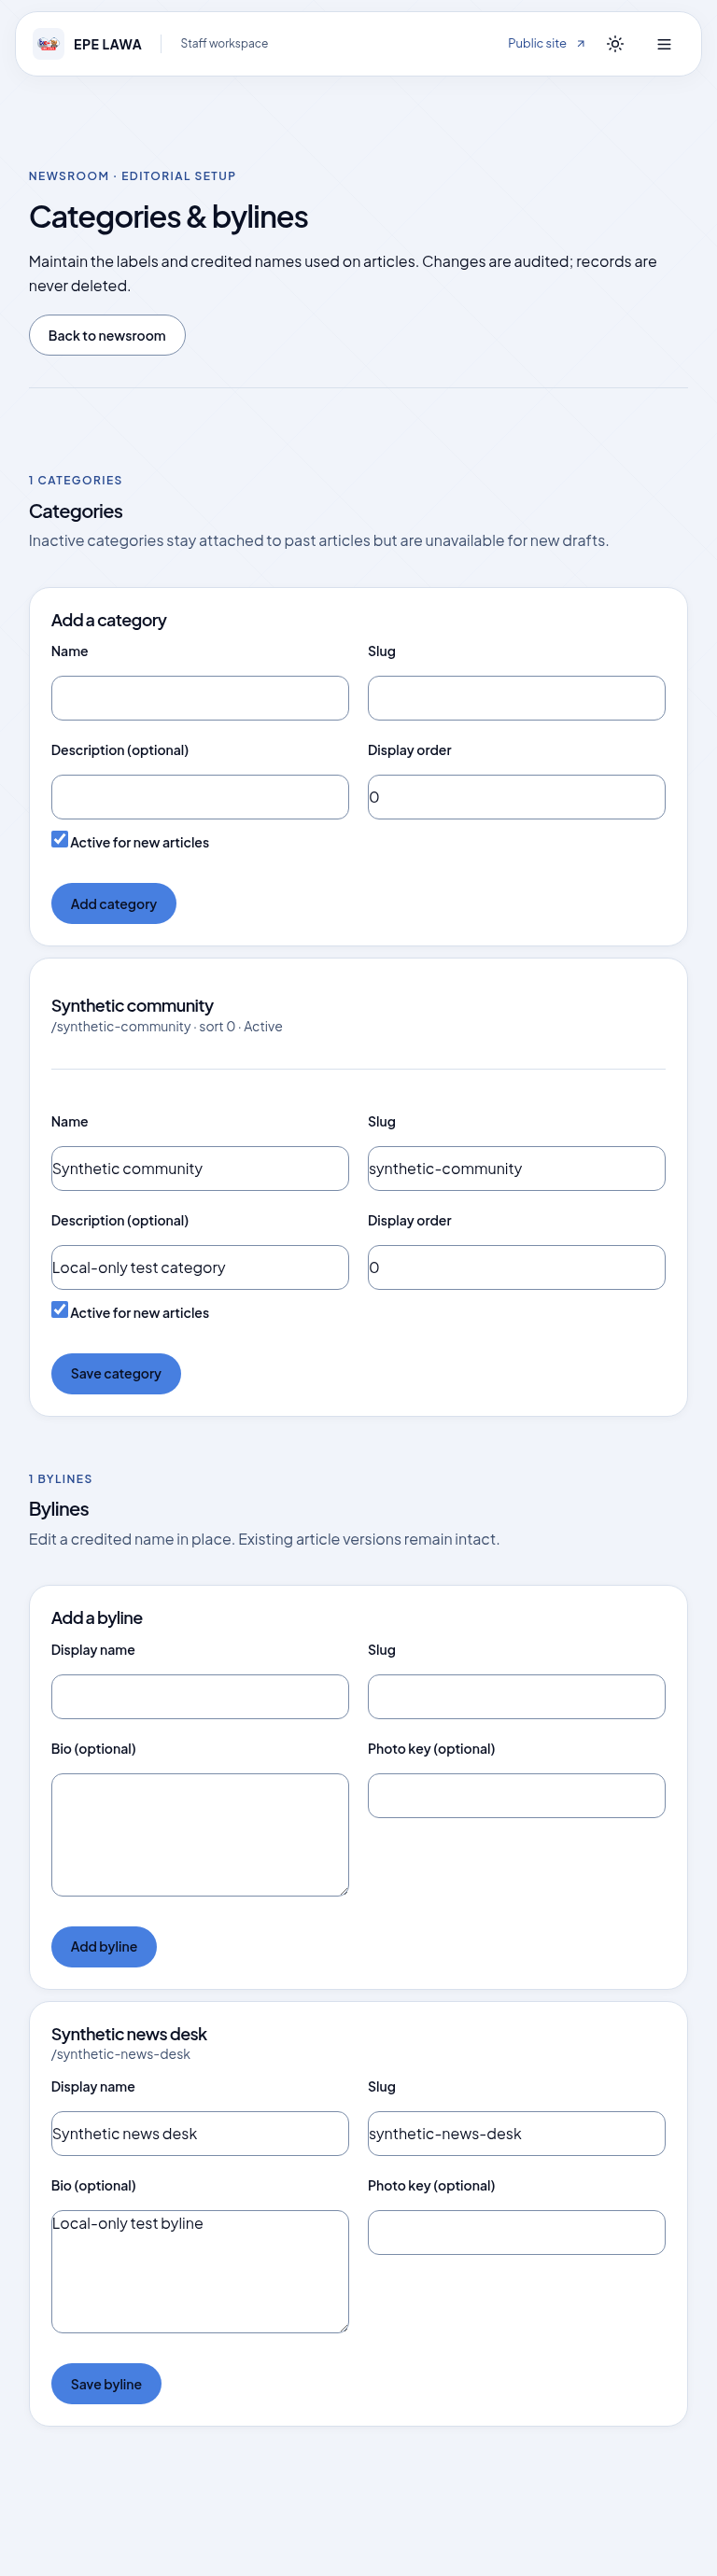 EPE LAWA
Staff workspace
Public site
NEWSROOM · EDITORIAL SETUP
Categories & bylines
Maintain the labels and credited names used on articles. Changes are audited; records are
never deleted.
Back to newsroom
1 CATEGORIES
Categories
Inactive categories stay attached to past articles but are unavailable for new drafts.
Add a category
Name
Slug
Description (optional)
Display order
0
Active for new articles
Add category
Synthetic community
/synthetic-community · sort 0 · Active
Name
Slug
Synthetic community
synthetic-community
Description (optional)
Display order
Local-only test category
0
Active for new articles
Save category
1 BYLINES
Bylines
Edit a credited name in place. Existing article versions remain intact.
Add a byline
Display name
Slug
Bio (optional)
Photo key (optional)
Add byline
Synthetic news desk
/synthetic-news-desk
Display name
Slug
Synthetic news desk
synthetic-news-desk
Bio (optional)
Photo key (optional)
Local-only test byline
Save byline